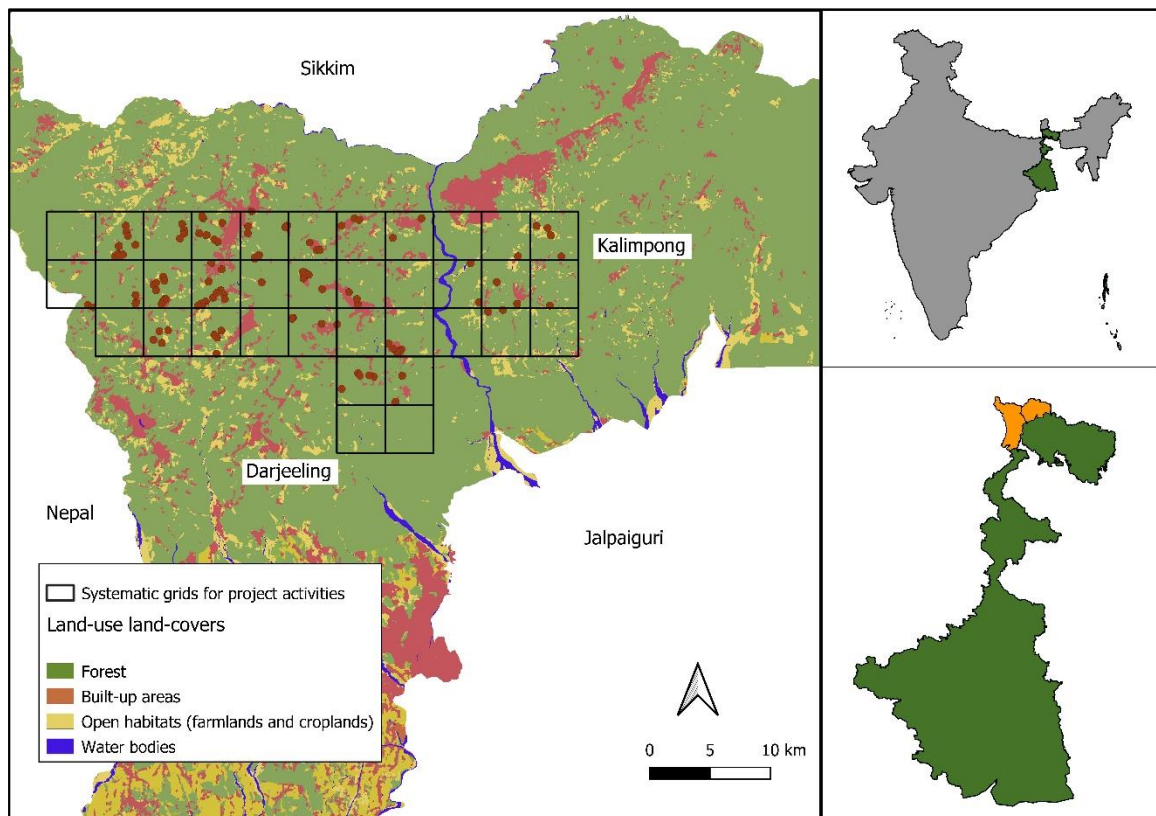 Sikkim
Kalimpong
Darjeeling
Nepal
Jalpaiguri
Systematic grids for project activities
Land-use land-covers
Forest
Built-up areas
Open habitats (farmlands and croplands)
Water bodies
0 5 10 km